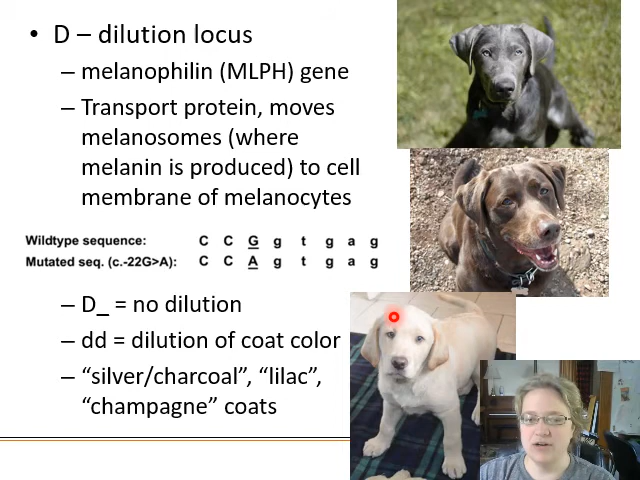 • D – dilution locus
– melanophilin (MLPH) gene
– Transport protein, moves
melanosomes (where
melanin is produced) to cell
membrane of melanocytes
Wildtype sequence: C C G g t g a g
Mutated seq. (c.-22G>A): C C A g t g a g
– D_ = no dilution
– dd = dilution of coat color
– “silver/charcoal”, “lilac”,
“champagne” coats